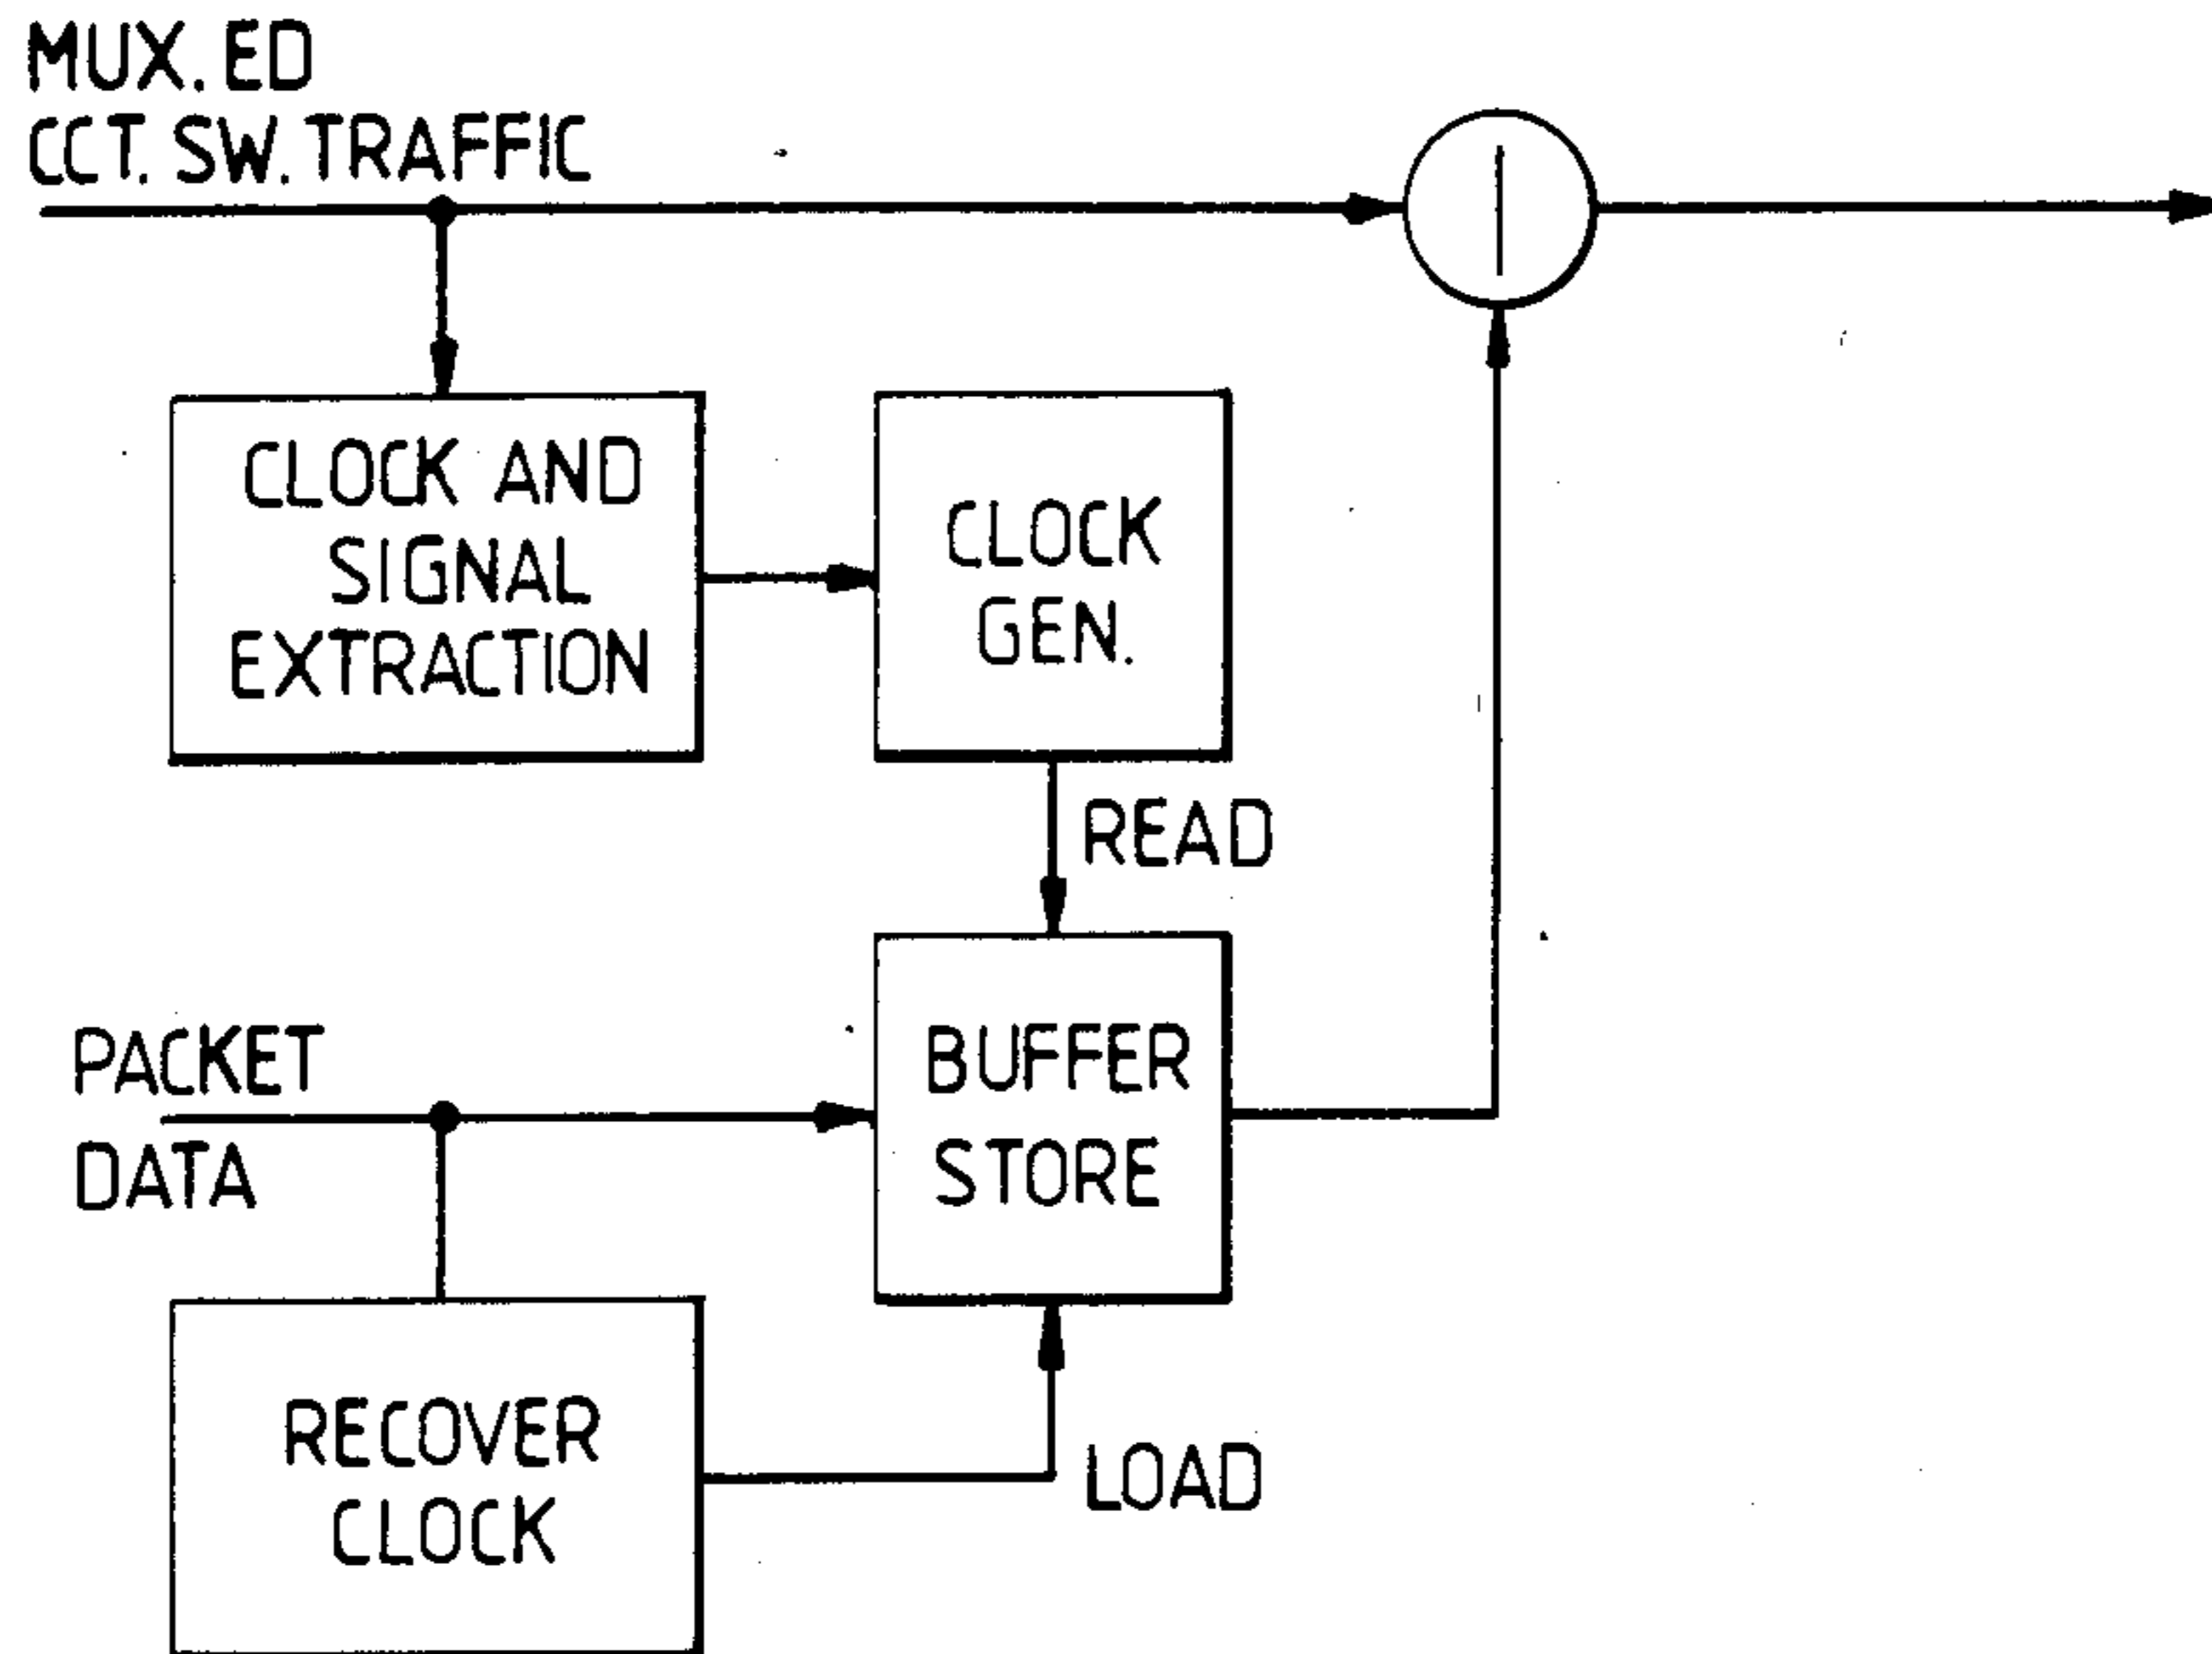 MUX.ED
CCT. SW. TRAFFIC
CLOCK AND
SIGNAL
EXTRACTION
CLOCK
GEN.
READ
PACKET
DATA
BUFFER
STORE
RECOVER
CLOCK
LOAD